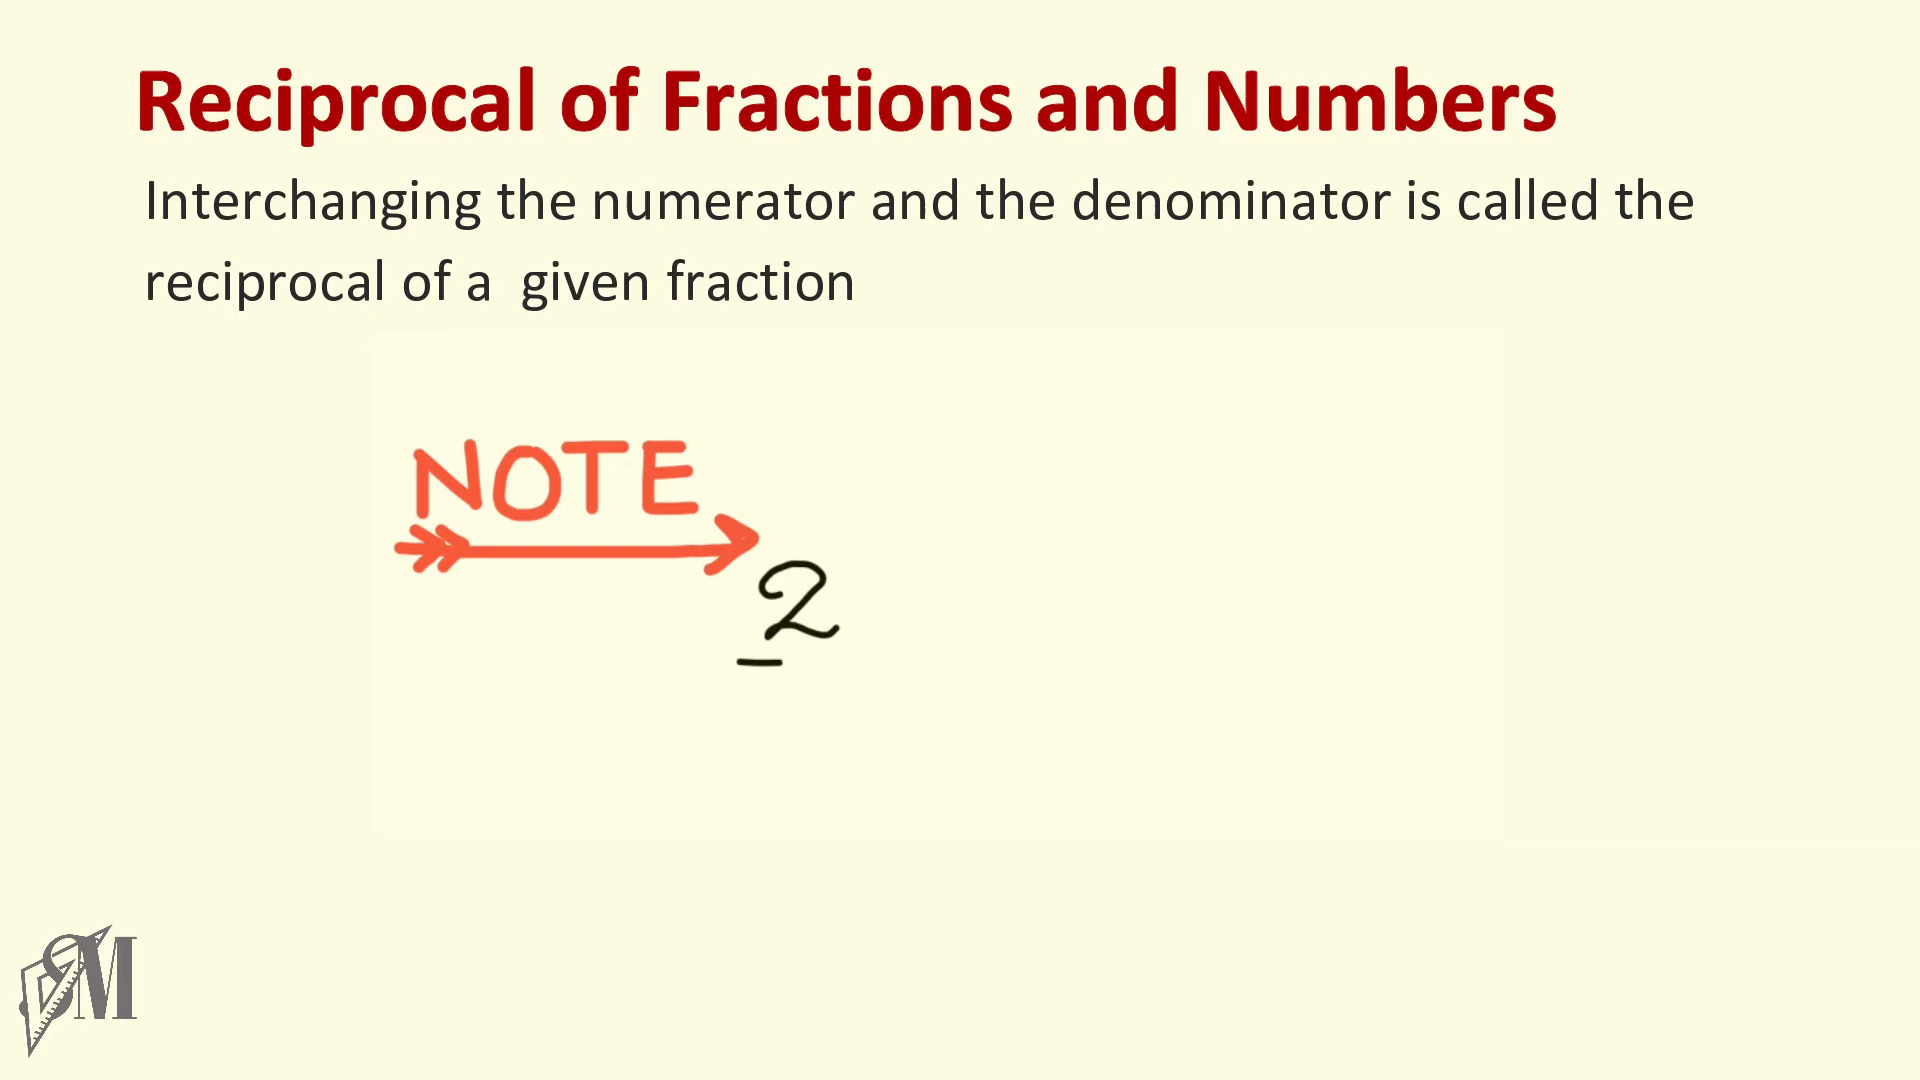 Reciprocal of Fractions and Numbers
Interchanging the numerator and the denominator is called the
reciprocal of a  given fraction
NOTE
2
SM